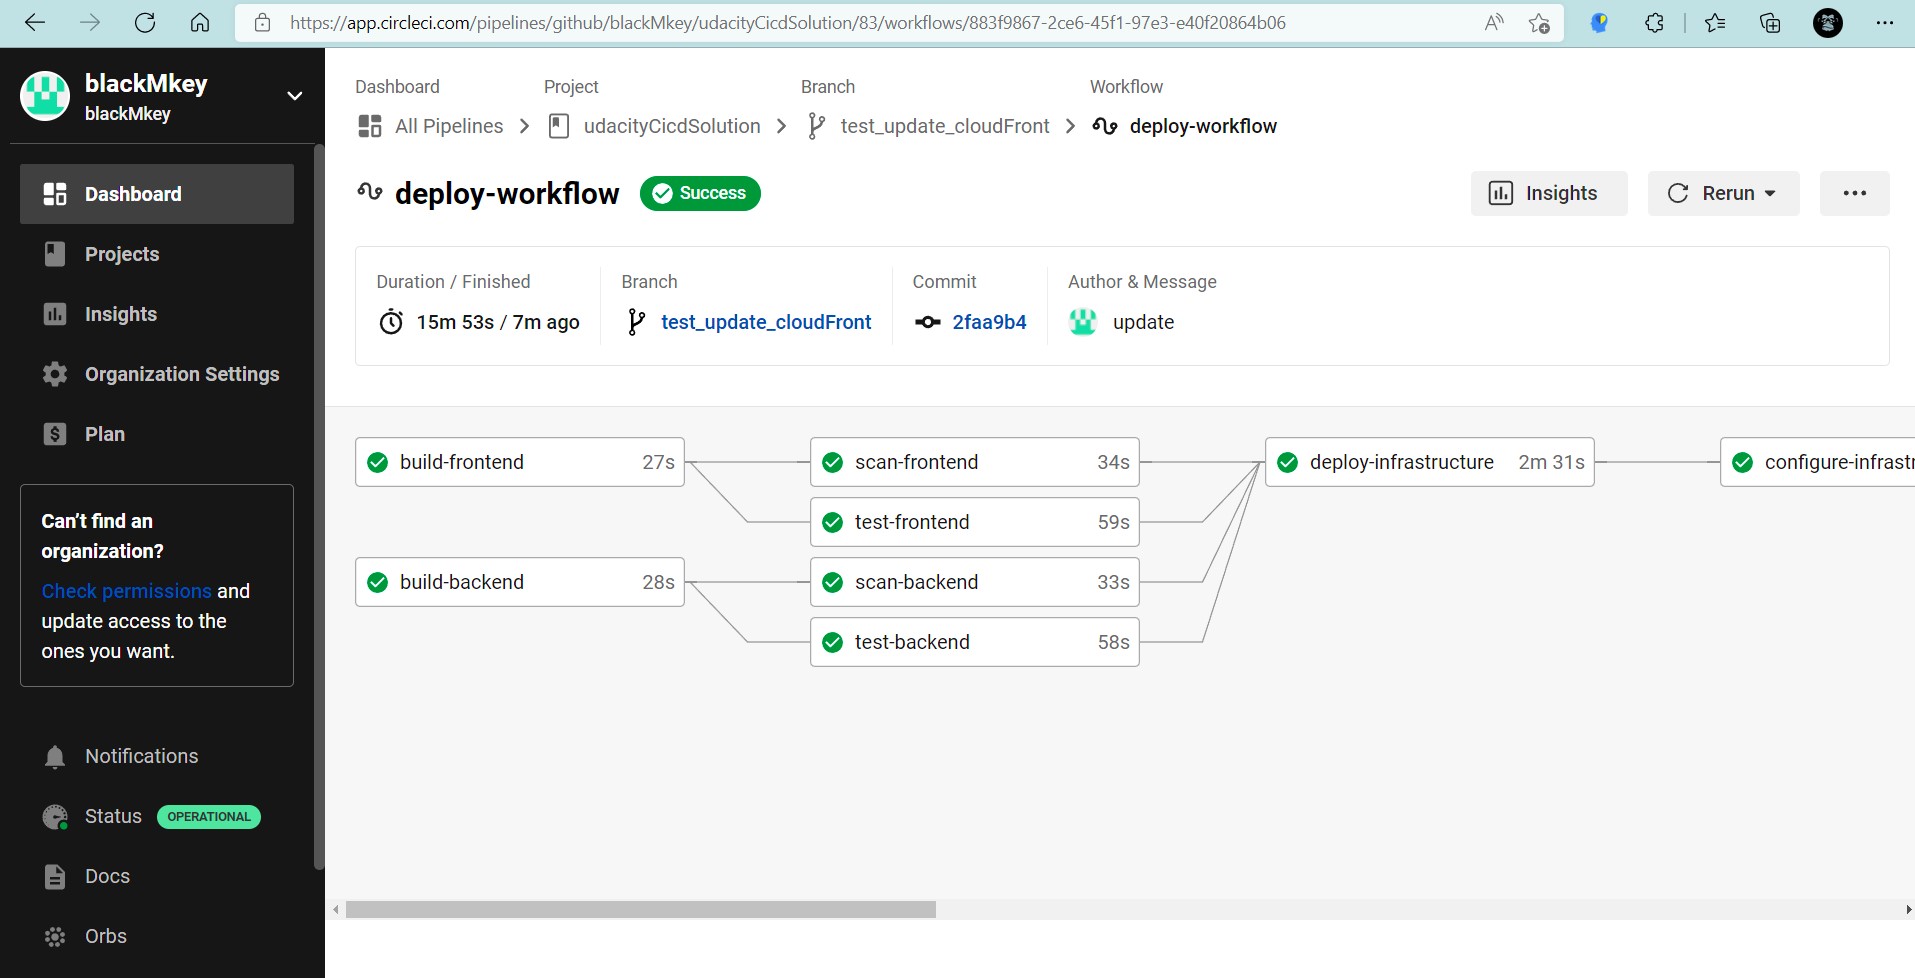 https://app.circleci.com/pipelines/github/blackMkey/udacityCicdSolution/83/workflows/883f9867-2ce6-45f1-97e3-e40f20864b06
blackMkey
blackMkey
Dashboard
Projects
Insights
Organization Settings
Plan
Can't find an
organization?
Check permissions and
update access to the
ones you want.
Notifications
Status OPERATIONAL
Docs
Orbs
Dashboard Project Branch Workflow
All Pipelines udacityCicdSolution test_update_cloudFront deploy-workflow
deploy-workflow Success Insights Rerun
Duration / Finished Branch Commit Author & Message
15m 53s / 7m ago test_update_cloudFront 2faa9b4 update
build-frontend 27s scan-frontend 34s deploy-infrastructure 2m 31s configure-infrastr
test-frontend 59s
build-backend 28s scan-backend 33s
test-backend 58s